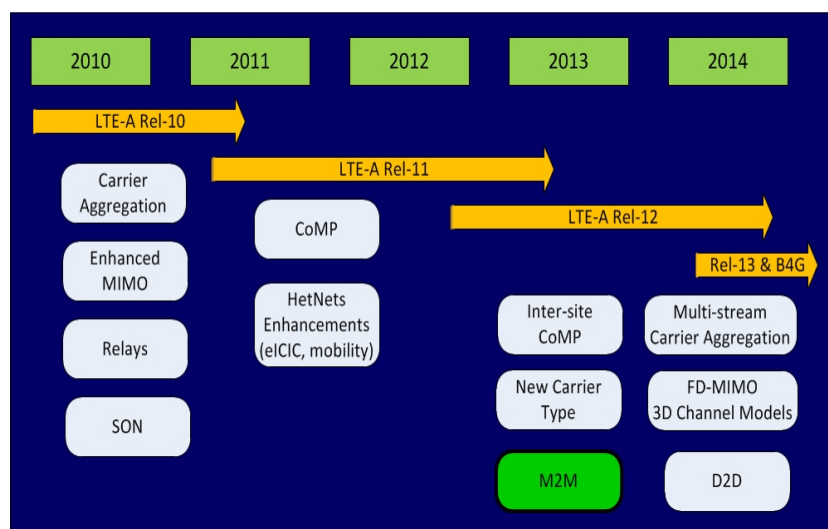 2010
2011
2012
2013
2014
LTE-A Rel-10
LTE-A Rel-11
LTE-A Rel-12
Rel-13 & B4G
Carrier
Aggregation
Enhanced
MIMO
Relays
SON
CoMP
HetNets
Enhancements
(eICIC, mobility)
Inter-site
CoMP
New Carrier
Type
M2M
Multi-stream
Carrier Aggregation
FD-MIMO
3D Channel Models
D2D